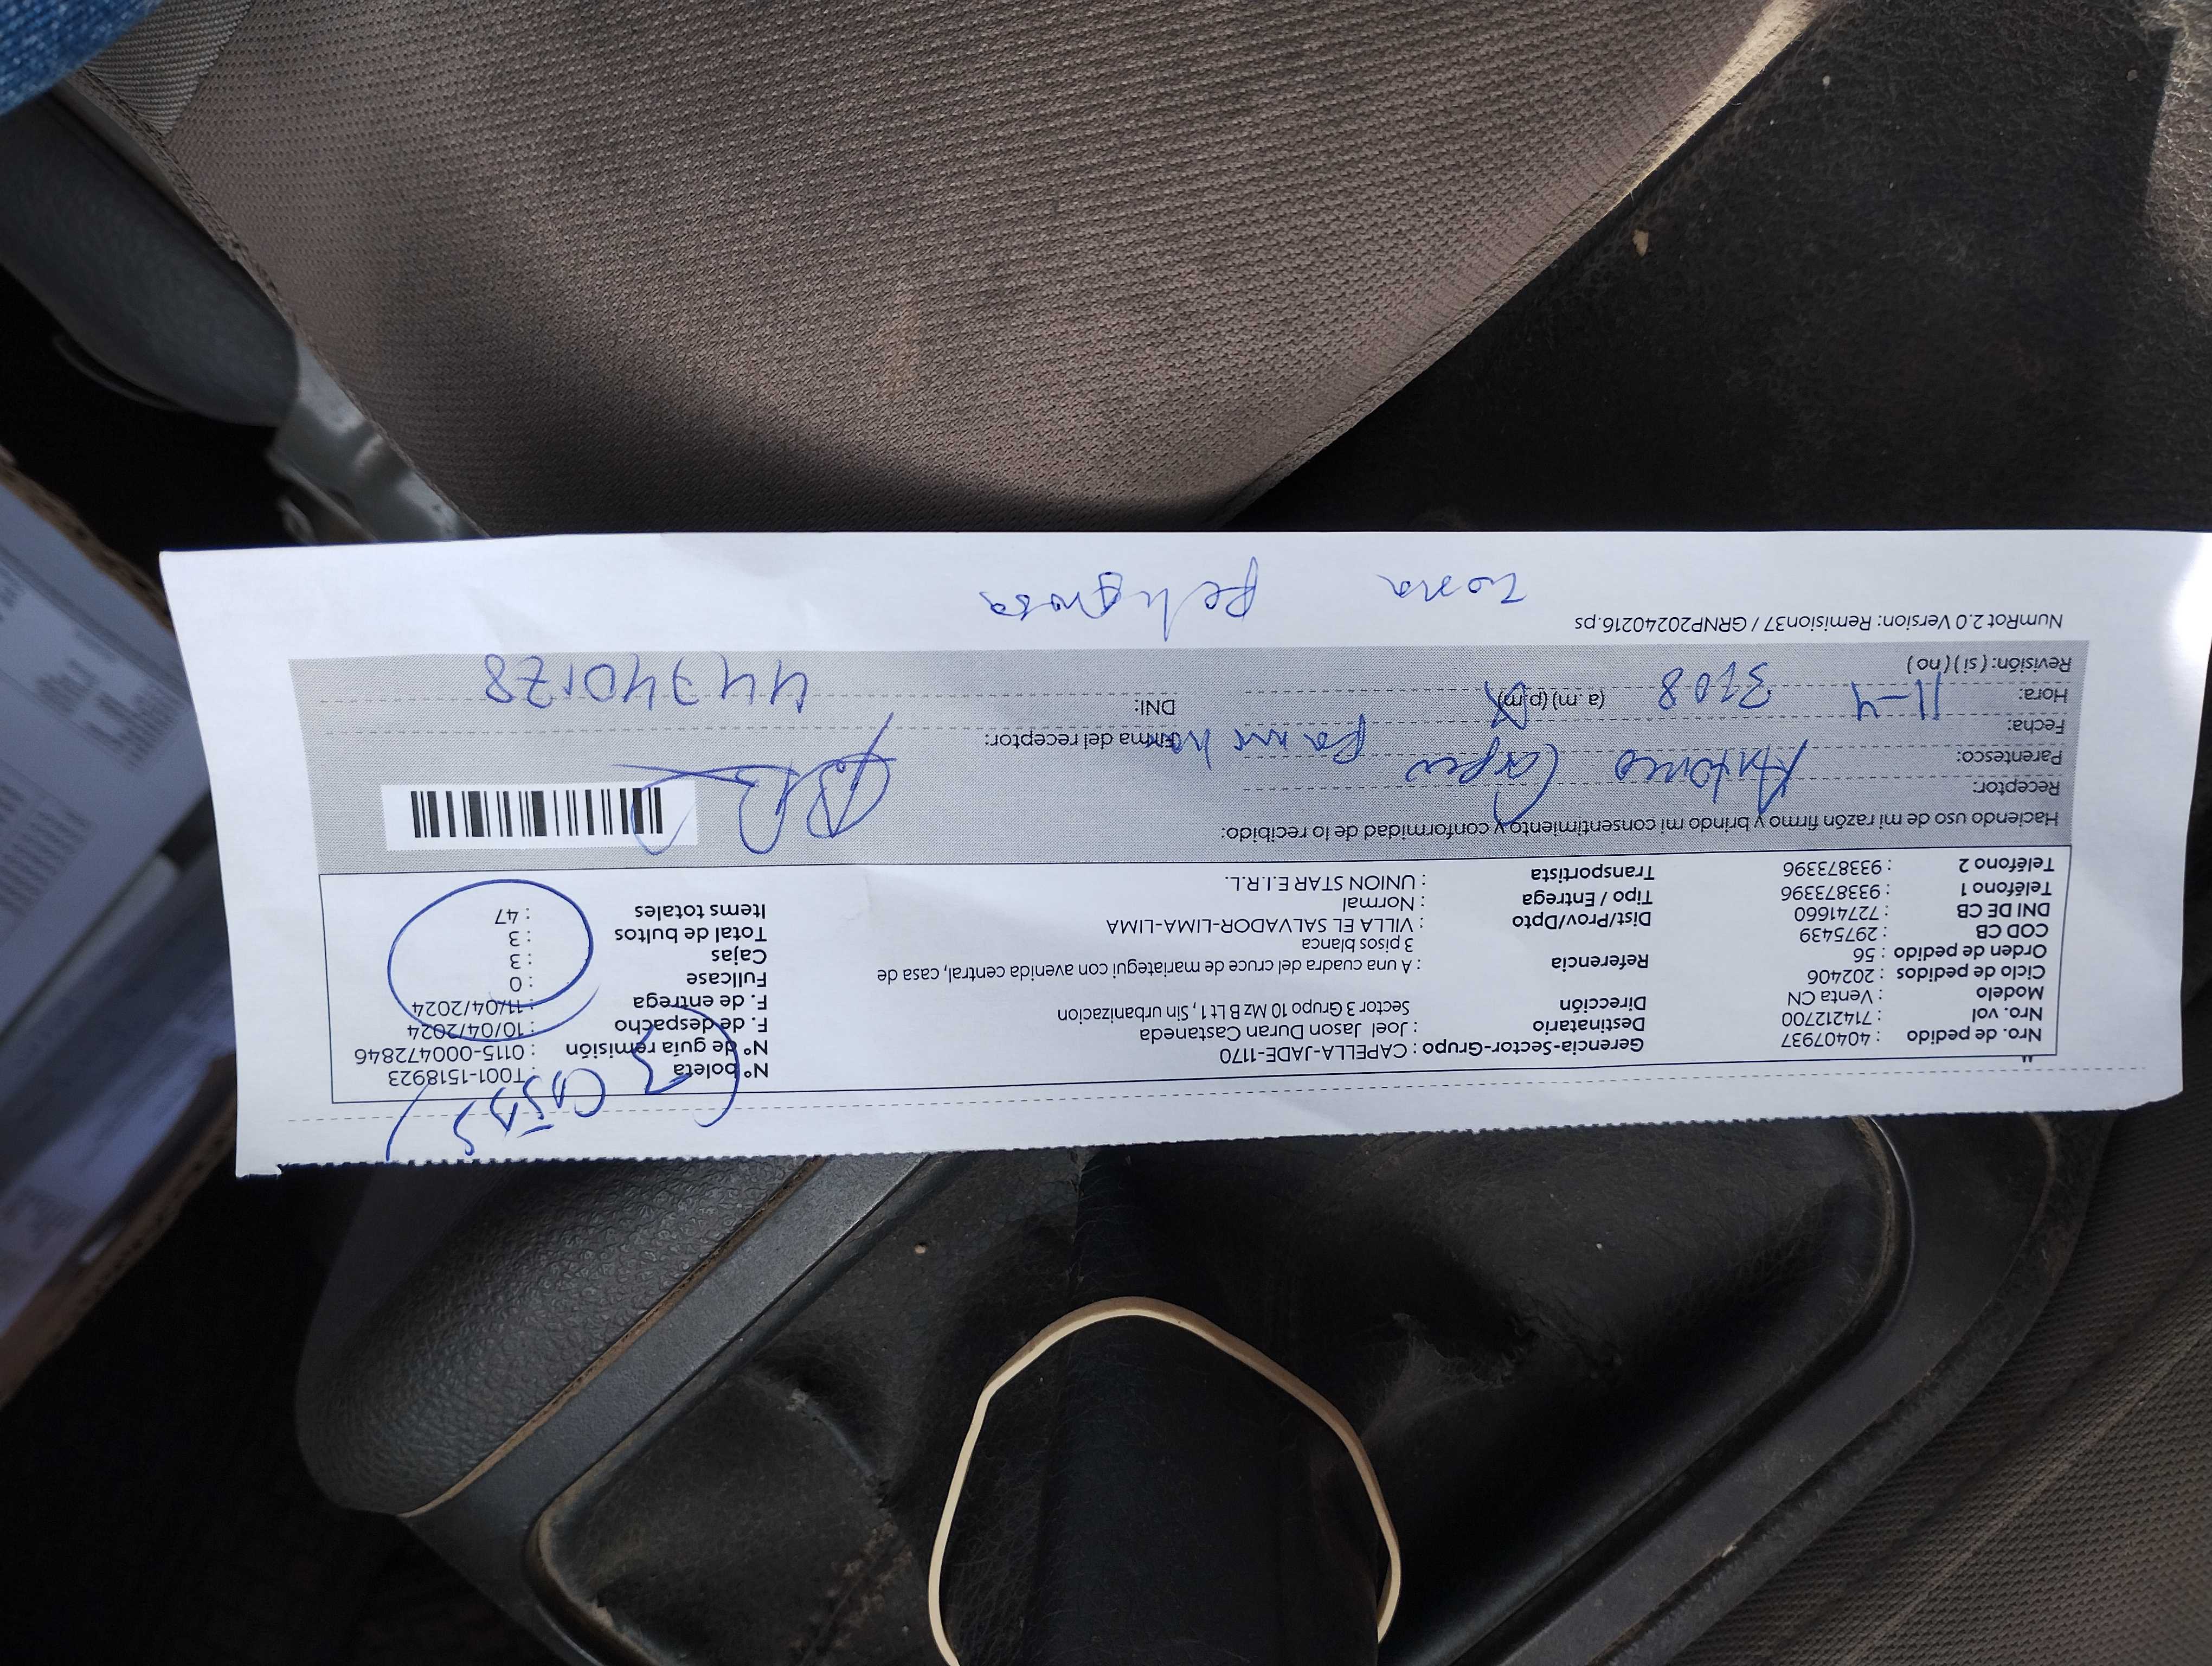 (3 CAJAS)
Nro. de pedido : 40407937
Nro. vol. : 714212700
Modelo : Venta CN
Ciclo de pedidos : 202406
Orden de pedido : 56
COD CB : 2975439
DNI DE CB : 72741660
Teléfono 1 : 933873396
Teléfono 2 : 933873396
Gerencia-Sector-Grupo : CAPELLA-JADE-1170
Destinatario : Joel Jason Duran Castaneda
Dirección Sector 3 Grupo 10 Mz B Lt 1 , Sin urbanizacion
Referencia : A una cuadra del cruce de mariategui con avenida central, casa de
3 pisos blanca
Dist/Prov/Dpto : VILLA EL SALVADOR-LIMA-LIMA
Tipo / Entrega : Normal
Transportista : UNION STAR E.I.R.L.
N° boleta : T001-1518923
N° de guía remisión : 0115-000472846
F. de despacho : 10/04/2024
F. de entrega : 11/04/2024
Fullcase : 0
Cajas : 3
Total de bultos : 3
Items totales : 47
Haciendo uso de mi razón firmo y brindo mi consentimiento y conformidad de lo recibido:
Receptor: Antonio
Parentesco:
Fecha: 11-4
Hora: 3:08 (a.m) (p.m)
Revisión: ( si ) ( no )
Firma del receptor:
DNI: 44740178
NumRot 2.0 Version: Remision37 / GRNP20240216.ps
zona peligrosa